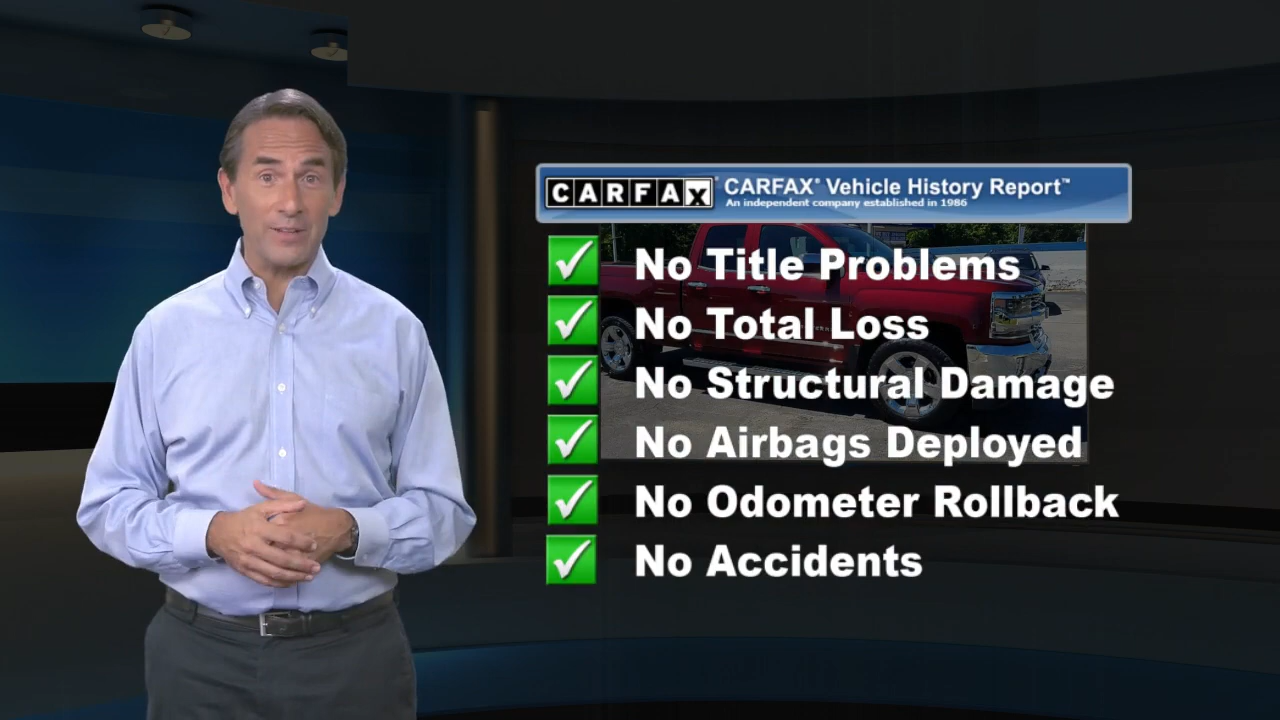 CARFAX
CARFAX® Vehicle History Report™
An independent company established in 1986
No Title Problems
No Total Loss
No Structural Damage
No Airbags Deployed
No Odometer Rollback
No Accidents